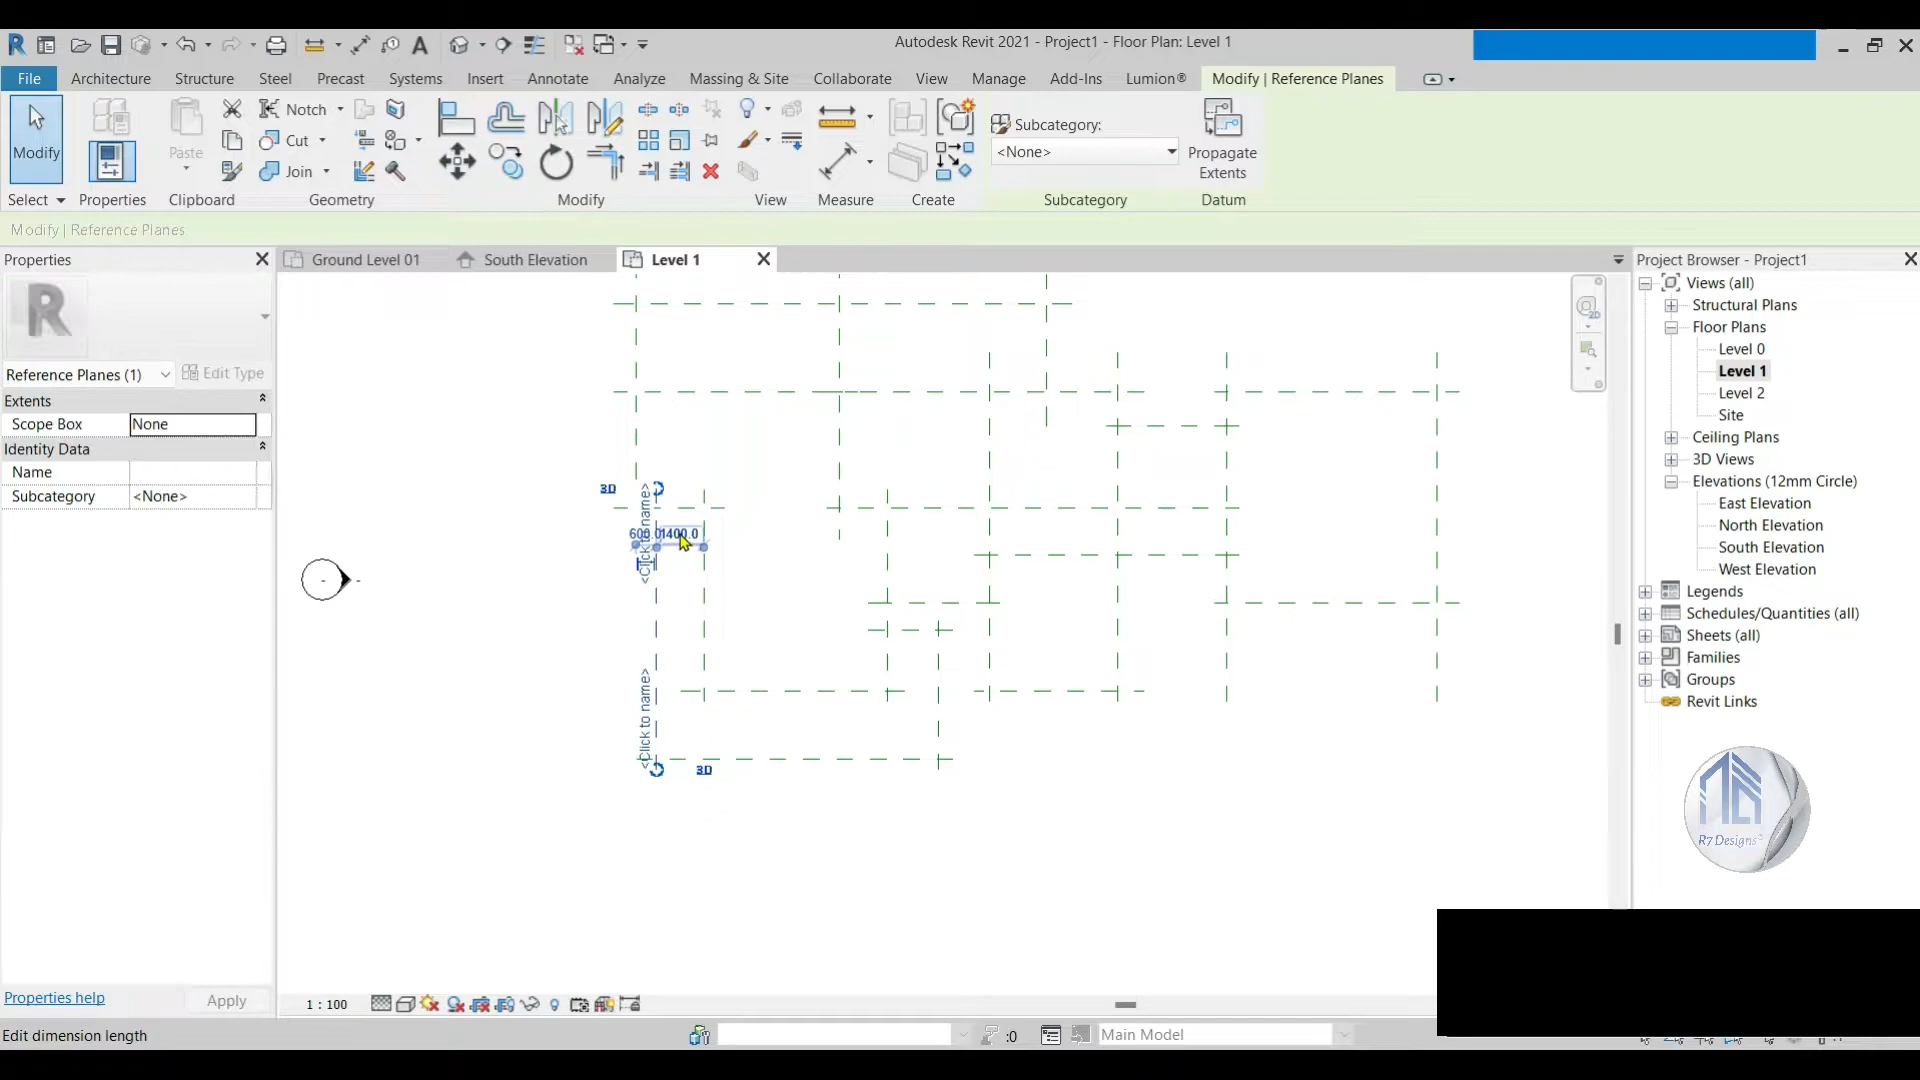 Autodesk Revit 2021 - Project1 - Floor Plan: Level 1
File Architecture Structure Steel Precast Systems Insert Annotate Analyze Massing & Site Collaborate View Manage Add-Ins Lumion® Modify | Reference Planes
Modify
Paste
Notch
Cut
Join
Subcategory:
<None>
Propagate
Extents
Select Properties Clipboard Geometry Modify View Measure Create Subcategory Datum
Modify | Reference Planes
Properties
Ground Level 01
South Elevation
Level 1
Project Browser - Project1
R
Reference Planes (1)
Edit Type
Extents
Scope Box None
Identity Data
Name
Subcategory <None>
3D
<Click to name>
1400.0
<Click to name>
3D
Views (all)
Structural Plans
Floor Plans
Level 0
Level 1
Level 2
Site
Ceiling Plans
3D Views
Elevations (12mm Circle)
East Elevation
North Elevation
South Elevation
West Elevation
Legends
Schedules/Quantities (all)
Sheets (all)
Families
Groups
Revit Links
R7 Designs
Properties help
Apply
1 : 100
Edit dimension length
:0
Main Model